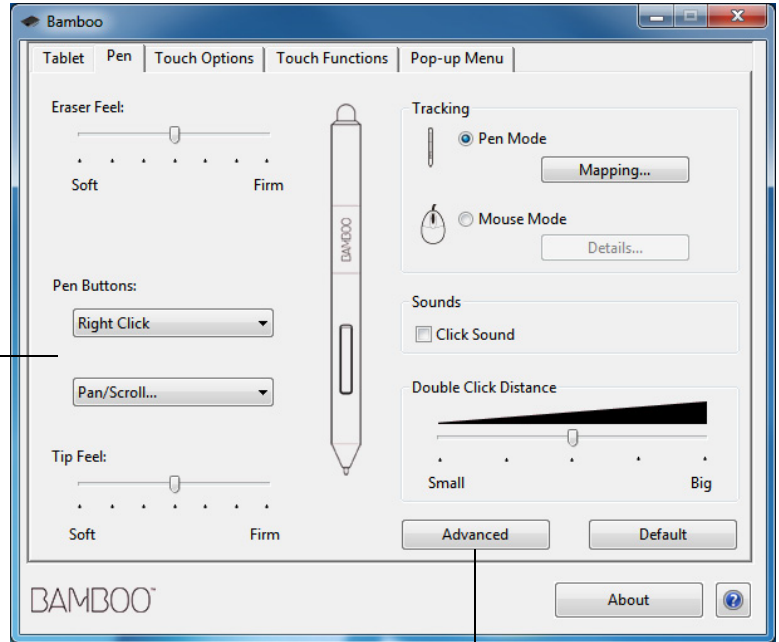 Bamboo
Tablet Pen Touch Options Touch Functions Pop-up Menu
Eraser Feel:
Soft Firm
Pen Buttons:
Right Click
Pan/Scroll...
Tip Feel:
Soft Firm
BAMBOO
Tracking
Pen Mode
Mapping...
Mouse Mode
Details...
Sounds
Click Sound
Double Click Distance
Small Big
Advanced Default
BAMBOO™ About ?